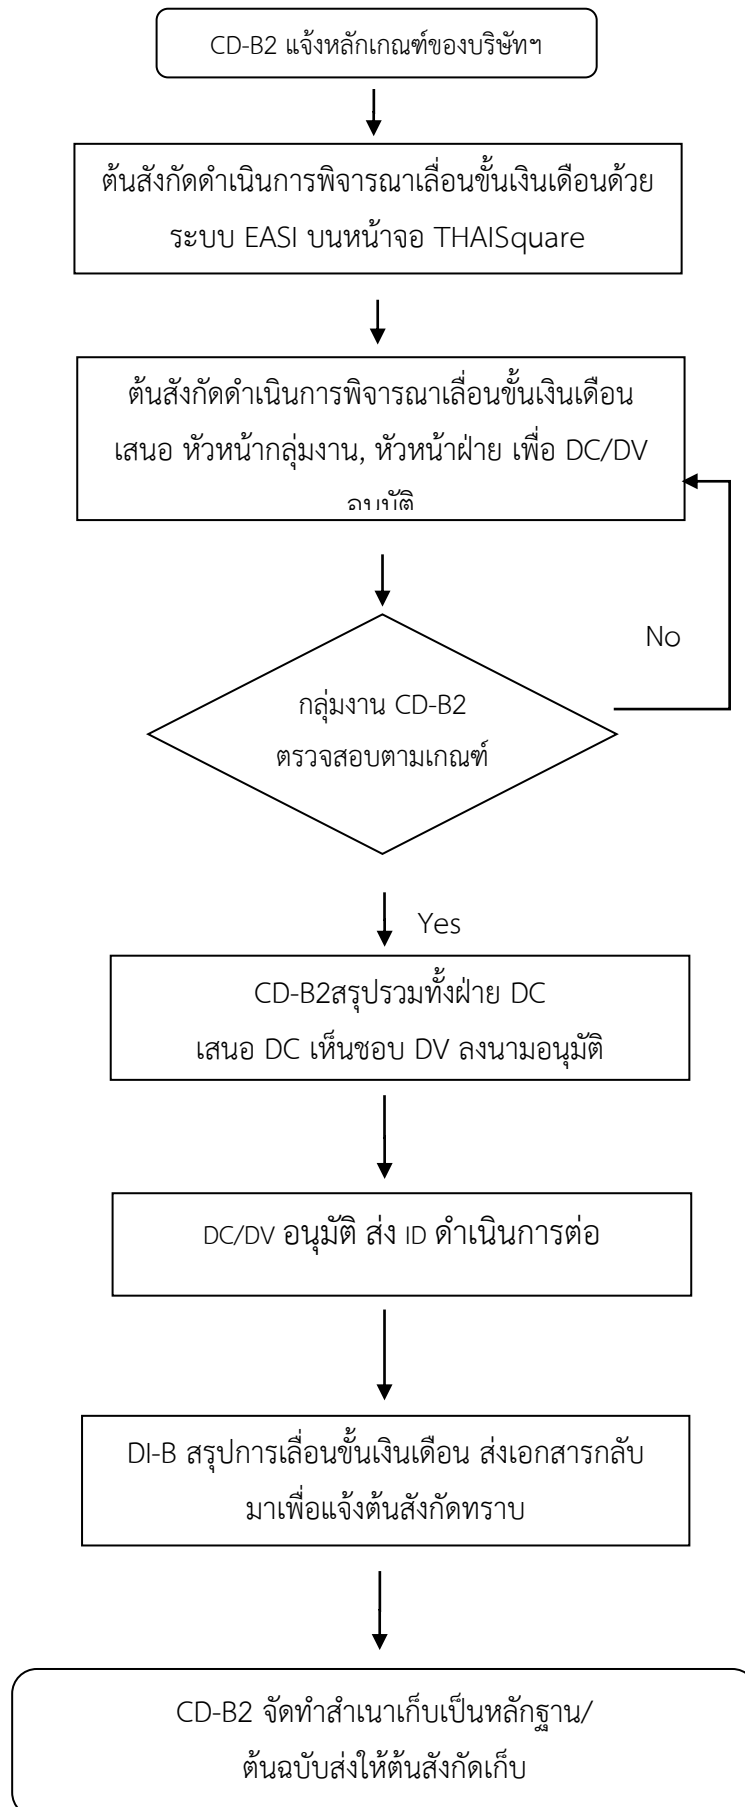 CD-B2 แจ้งหลักเกณฑ์ของบริษัทฯ
ต้นสังกัดดำเนินการพิจารณาเลื่อนขั้นเงินเดือนด้วย
ระบบ EASI บนหน้าจอ THAISquare
ต้นสังกัดดำเนินการพิจารณาเลื่อนขั้นเงินเดือน
เสนอ หัวหน้ากลุ่มงาน, หัวหน้าฝ่าย เพื่อ DC/DV
อนุมัติ
No
กลุ่มงาน CD-B2
ตรวจสอบตามเกณฑ์
Yes
CD-B2สรุปรวมทั้งฝ่าย DC
เสนอ DC เห็นชอบ DV ลงนามอนุมัติ
DC/DV อนุมัติ ส่ง ID ดำเนินการต่อ
DI-B สรุปการเลื่อนขั้นเงินเดือน ส่งเอกสารกลับ
มาเพื่อแจ้งต้นสังกัดทราบ
CD-B2 จัดทำสำเนาเก็บเป็นหลักฐาน/
ต้นฉบับส่งให้ต้นสังกัดเก็บ